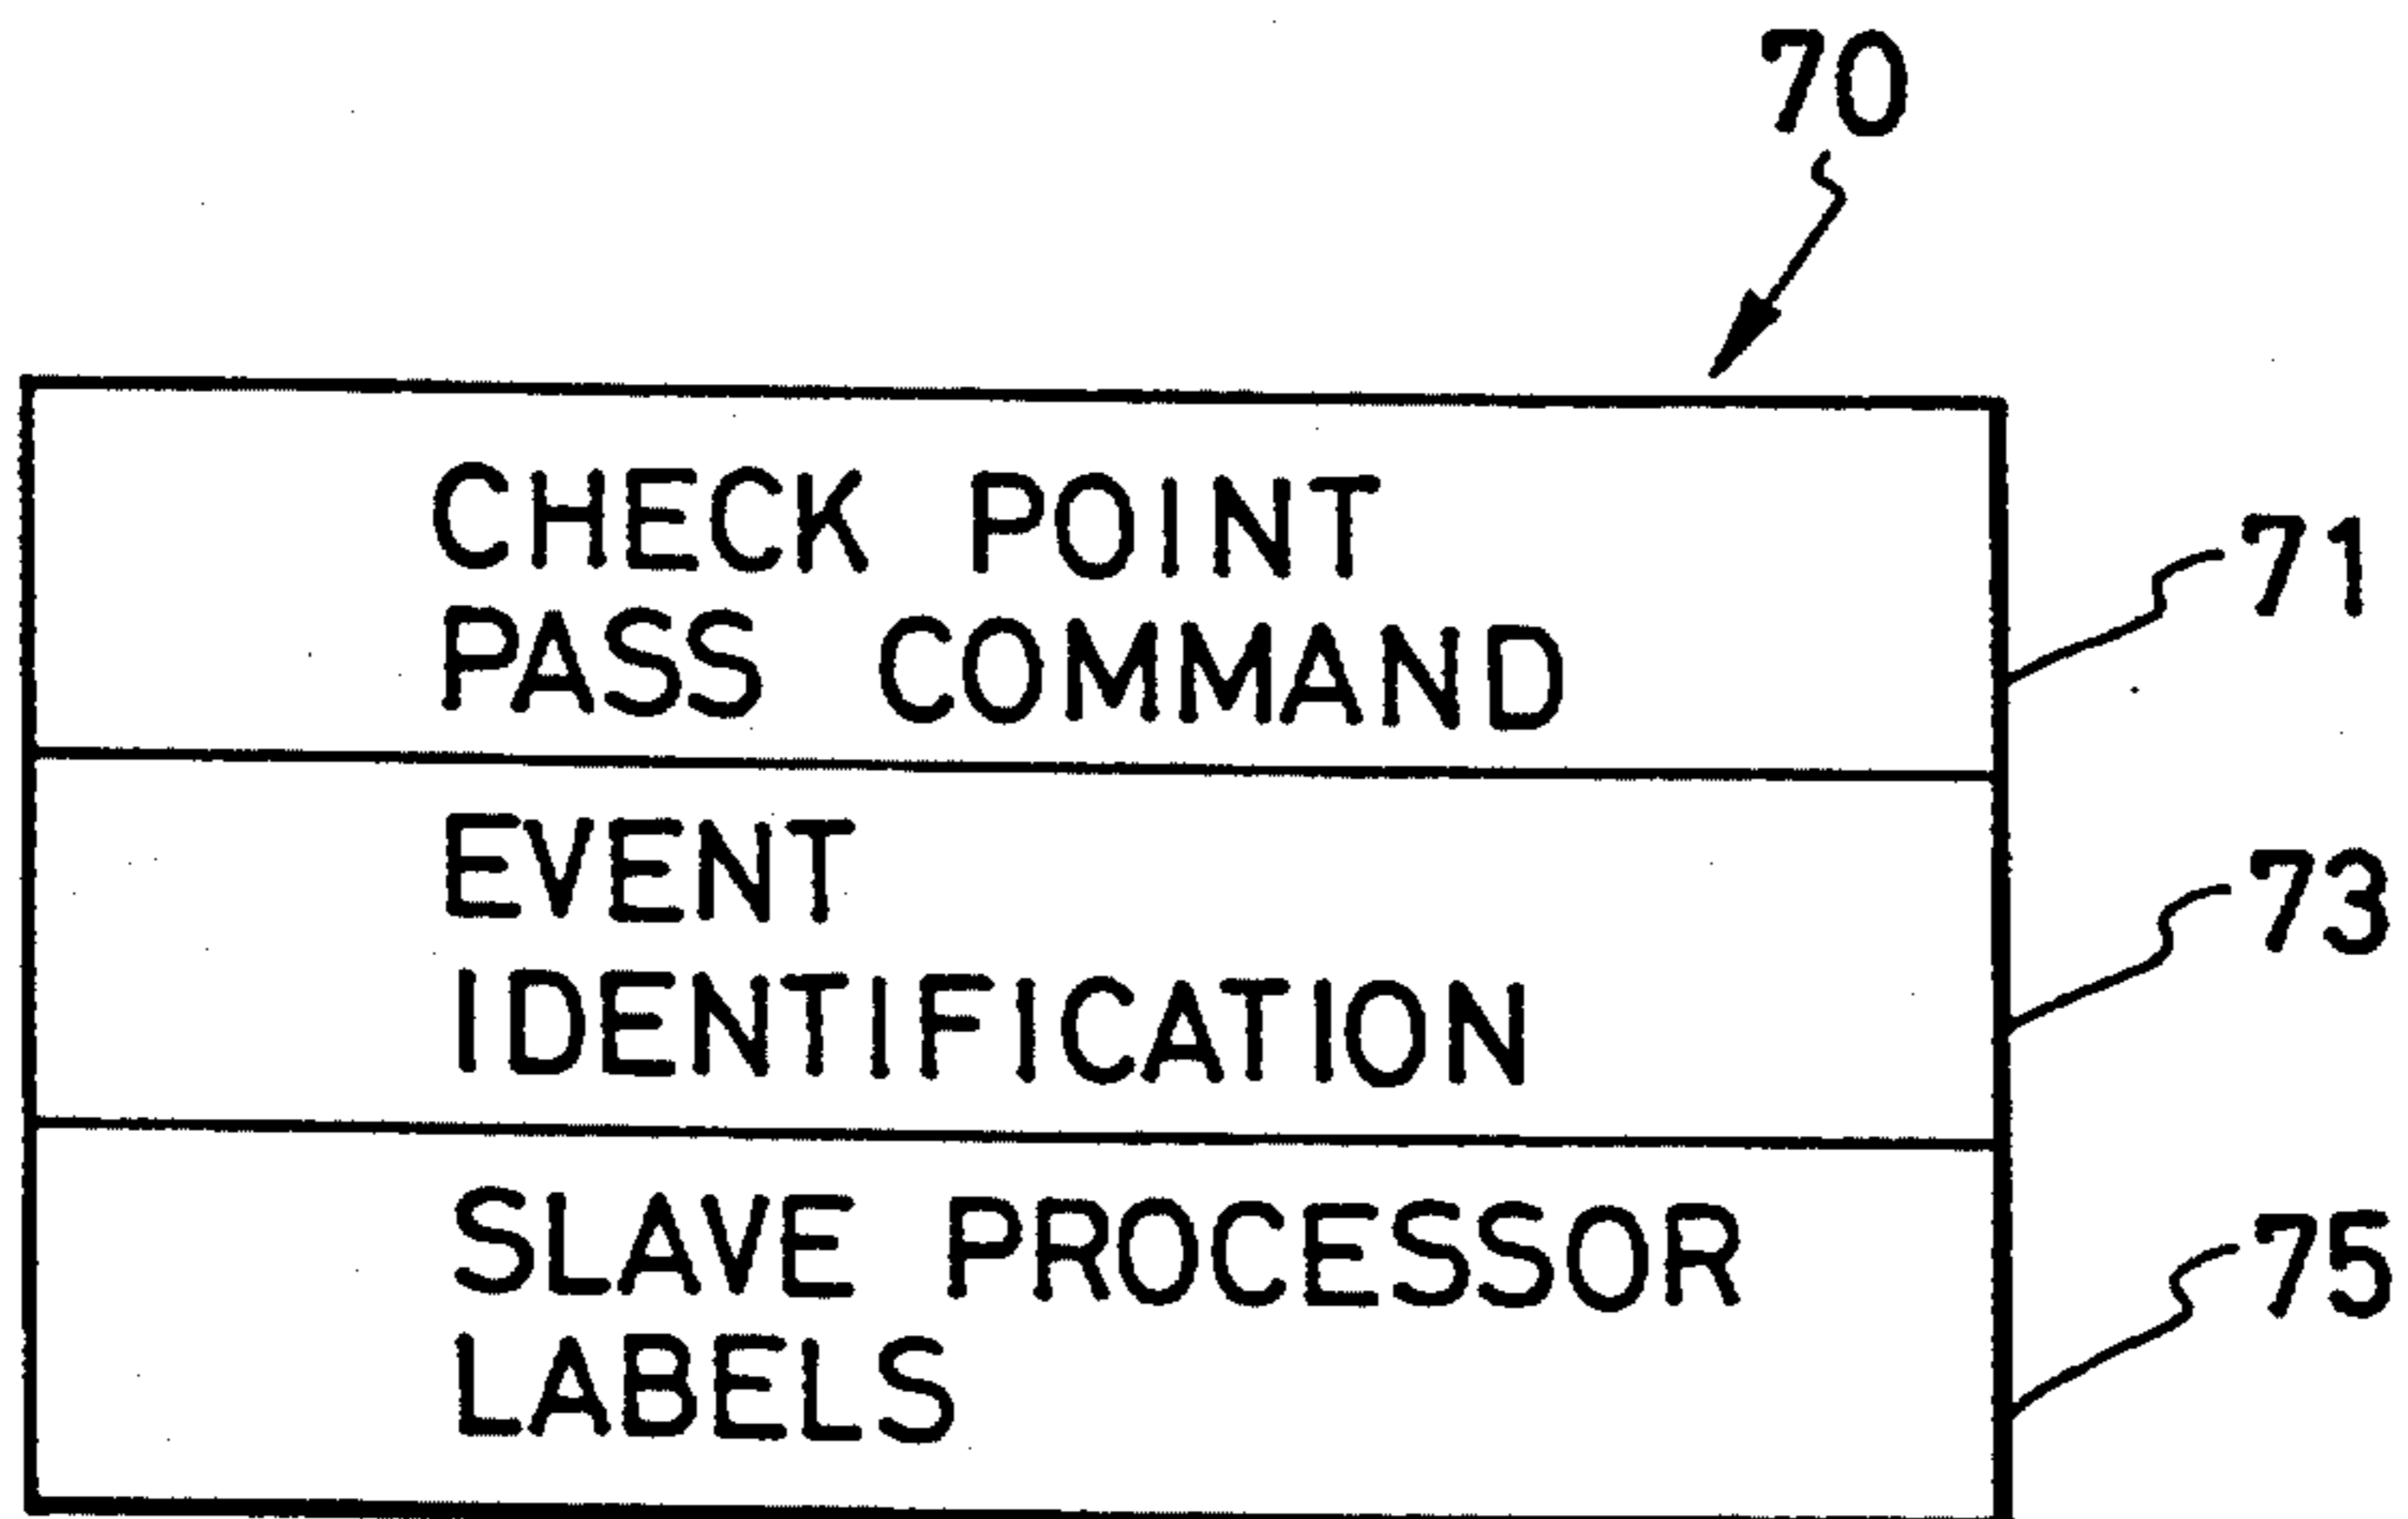 70
CHECK POINT
PASS COMMAND
71
EVENT
IDENTIFICATION
73
SLAVE PROCESSOR
LABELS
75